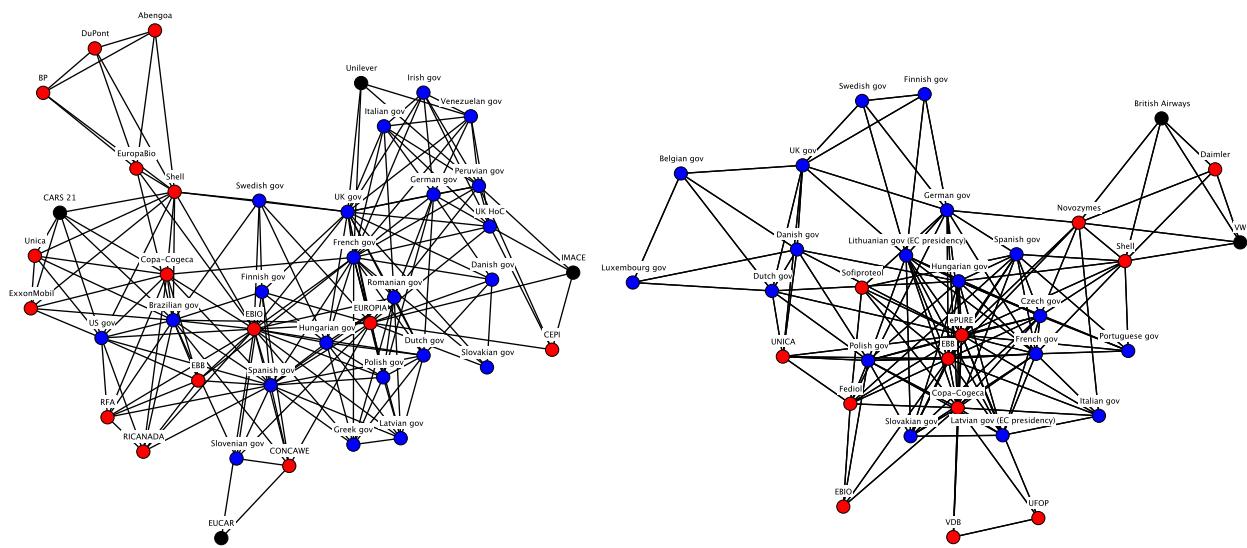 Abengoa
DuPont
BP
Unilever
Irish gov
Venezuelan gov
Italian gov
EuropaBio
Shell
Swedish gov
German gov
Peruvian gov
CARS 21
UK gov
UK HoC
Unica
Copa-Cogeca
French gov
IMACE
Finnish gov
Danish gov
Romanian gov
ExxonMobil
Brazilian gov
EBIO
EUROPIA
US gov
Hungarian gov
CEPI
Dutch gov
Slovakian gov
EBB
Spanish gov
Polish gov
RFA
RICANADA
Slovenian gov
CONCAWE
Greek gov
Latvian gov
EUCAR
Swedish gov
Finnish gov
British Airways
Belgian gov
UK gov
Daimler
German gov
Novozymes
VW
Danish gov
Lithuanian gov (EC presidency)
Spanish gov
Shell
Luxembourg gov
Dutch gov
Sofiproteol
Hungarian gov
Czech gov
ePURE
UNICA
Polish gov
EBB
French gov
Portuguese gov
Fediol
Copa-Cogeca
Italian gov
Slovakian gov
Latvian gov (EC presidency)
EBIO
VDB
UFOP